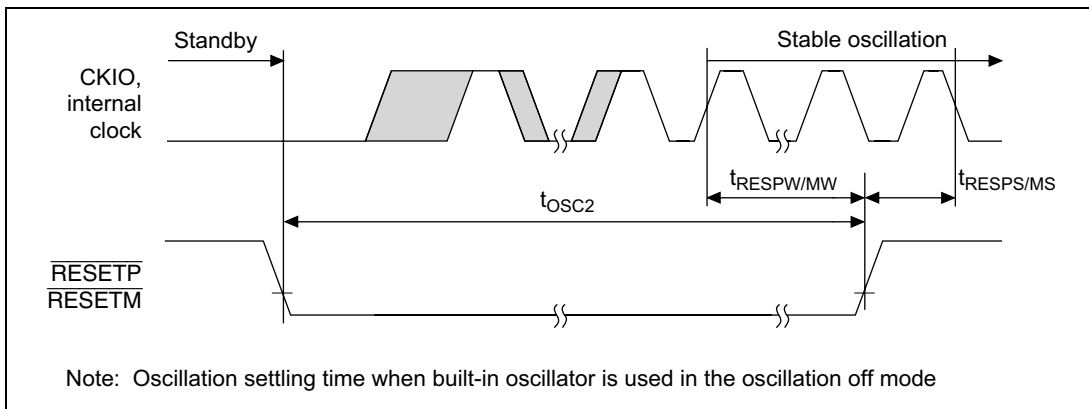 Standby
Stable oscillation
CKIO,
internal
clock
tRESPW/MW
tRESPS/MS
tOSC2
RESETP
RESETM
Note: Oscillation settling time when built-in oscillator is used in the oscillation off mode